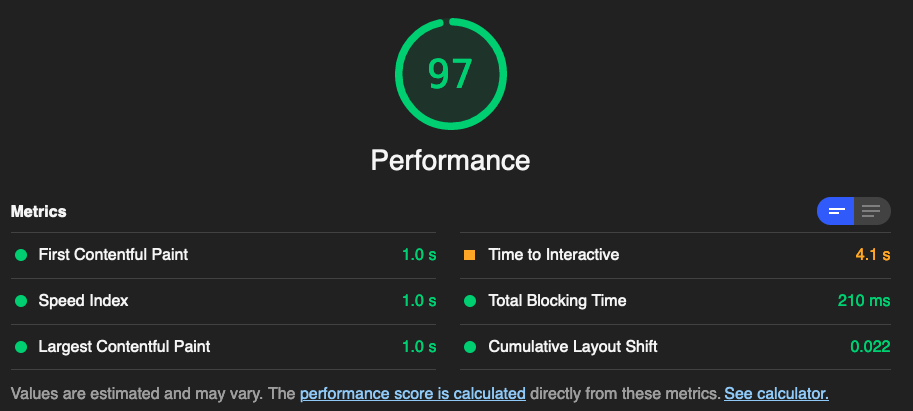 97
Performance
Metrics
First Contentful Paint 1.0 s
Time to Interactive 4.1 s
Speed Index 1.0 s
Total Blocking Time 210 ms
Largest Contentful Paint 1.0 s
Cumulative Layout Shift 0.022
Values are estimated and may vary. The performance score is calculated directly from these metrics. See calculator.